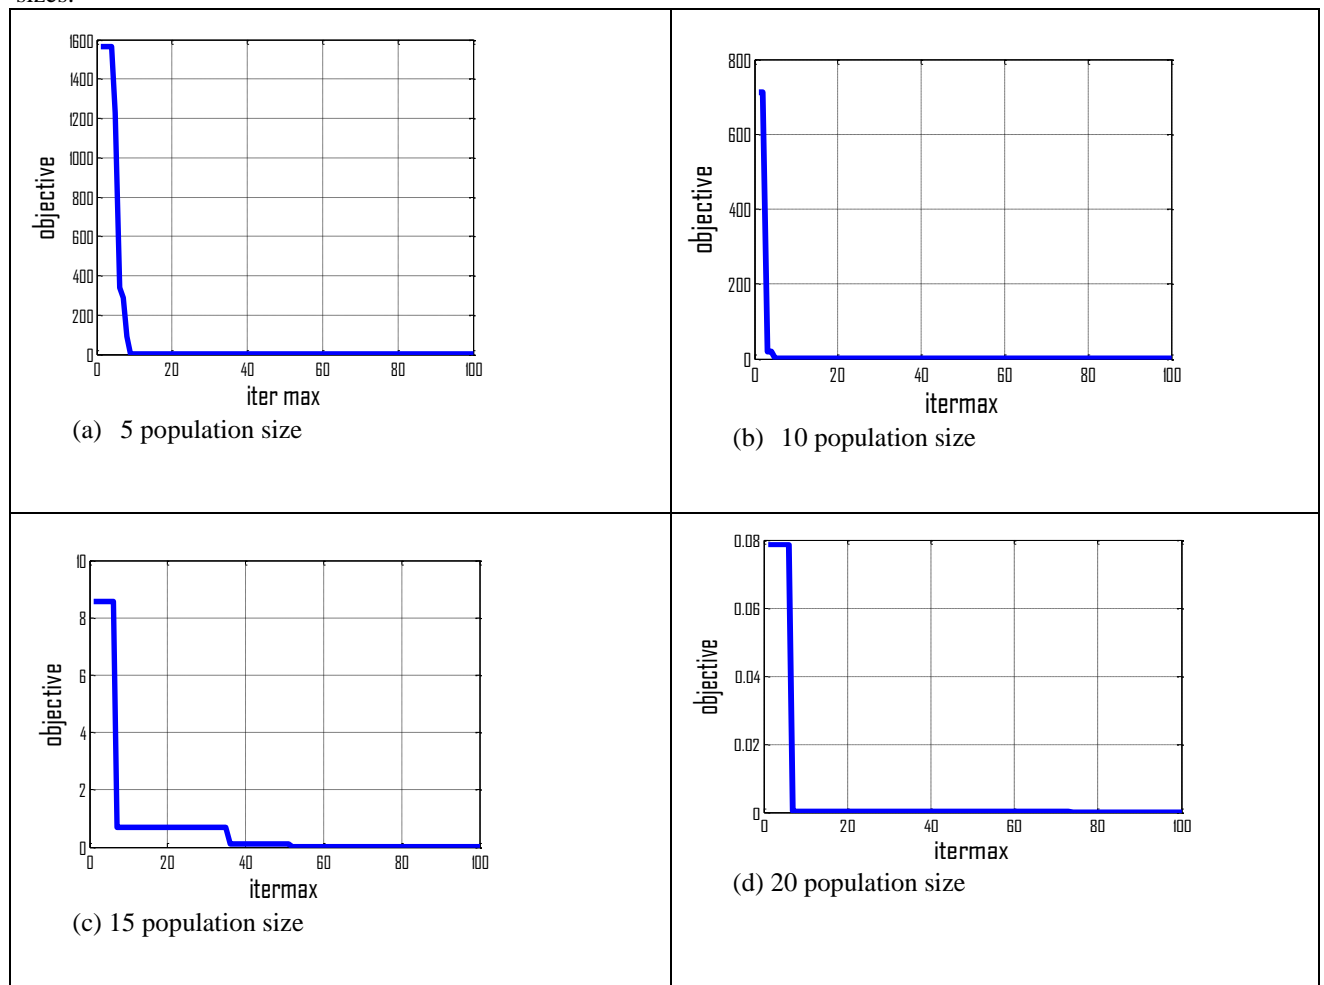 sizes.
1600
1400
1200
1000
800
600
400
200
0
objective
0 20 40 60 80 100
iter max
(a) 5 population size
800
600
400
200
0
objective
0 20 40 60 80 100
itermax
(b) 10 population size
10
8
6
4
2
0
objective
0 20 40 60 80 100
itermax
(c) 15 population size
0.08
0.06
0.04
0.02
0
objective
0 20 40 60 80 100
itermax
(d) 20 population size